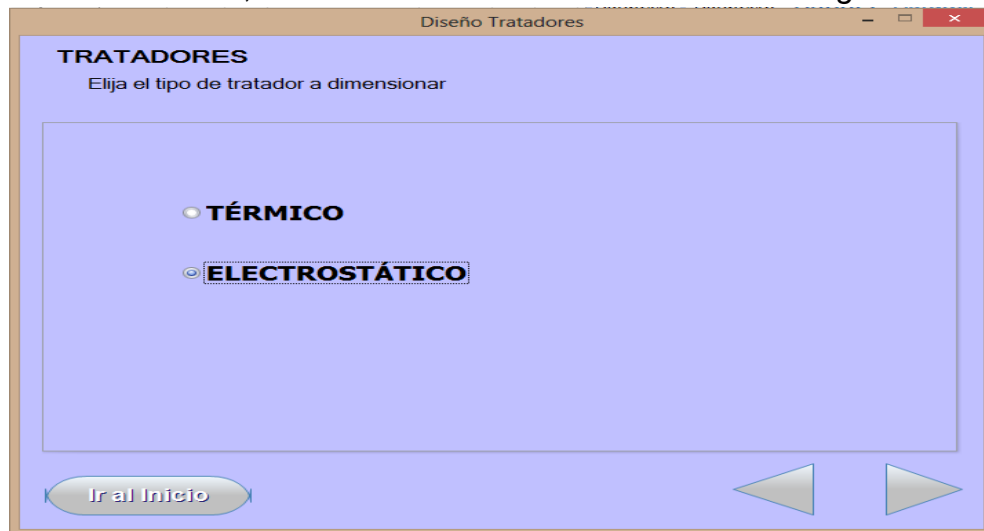 Diseño Tratadores
TRATADORES
Elija el tipo de tratador a dimensionar
TÉRMICO
ELECTROSTÁTICO
Ir al Inicio